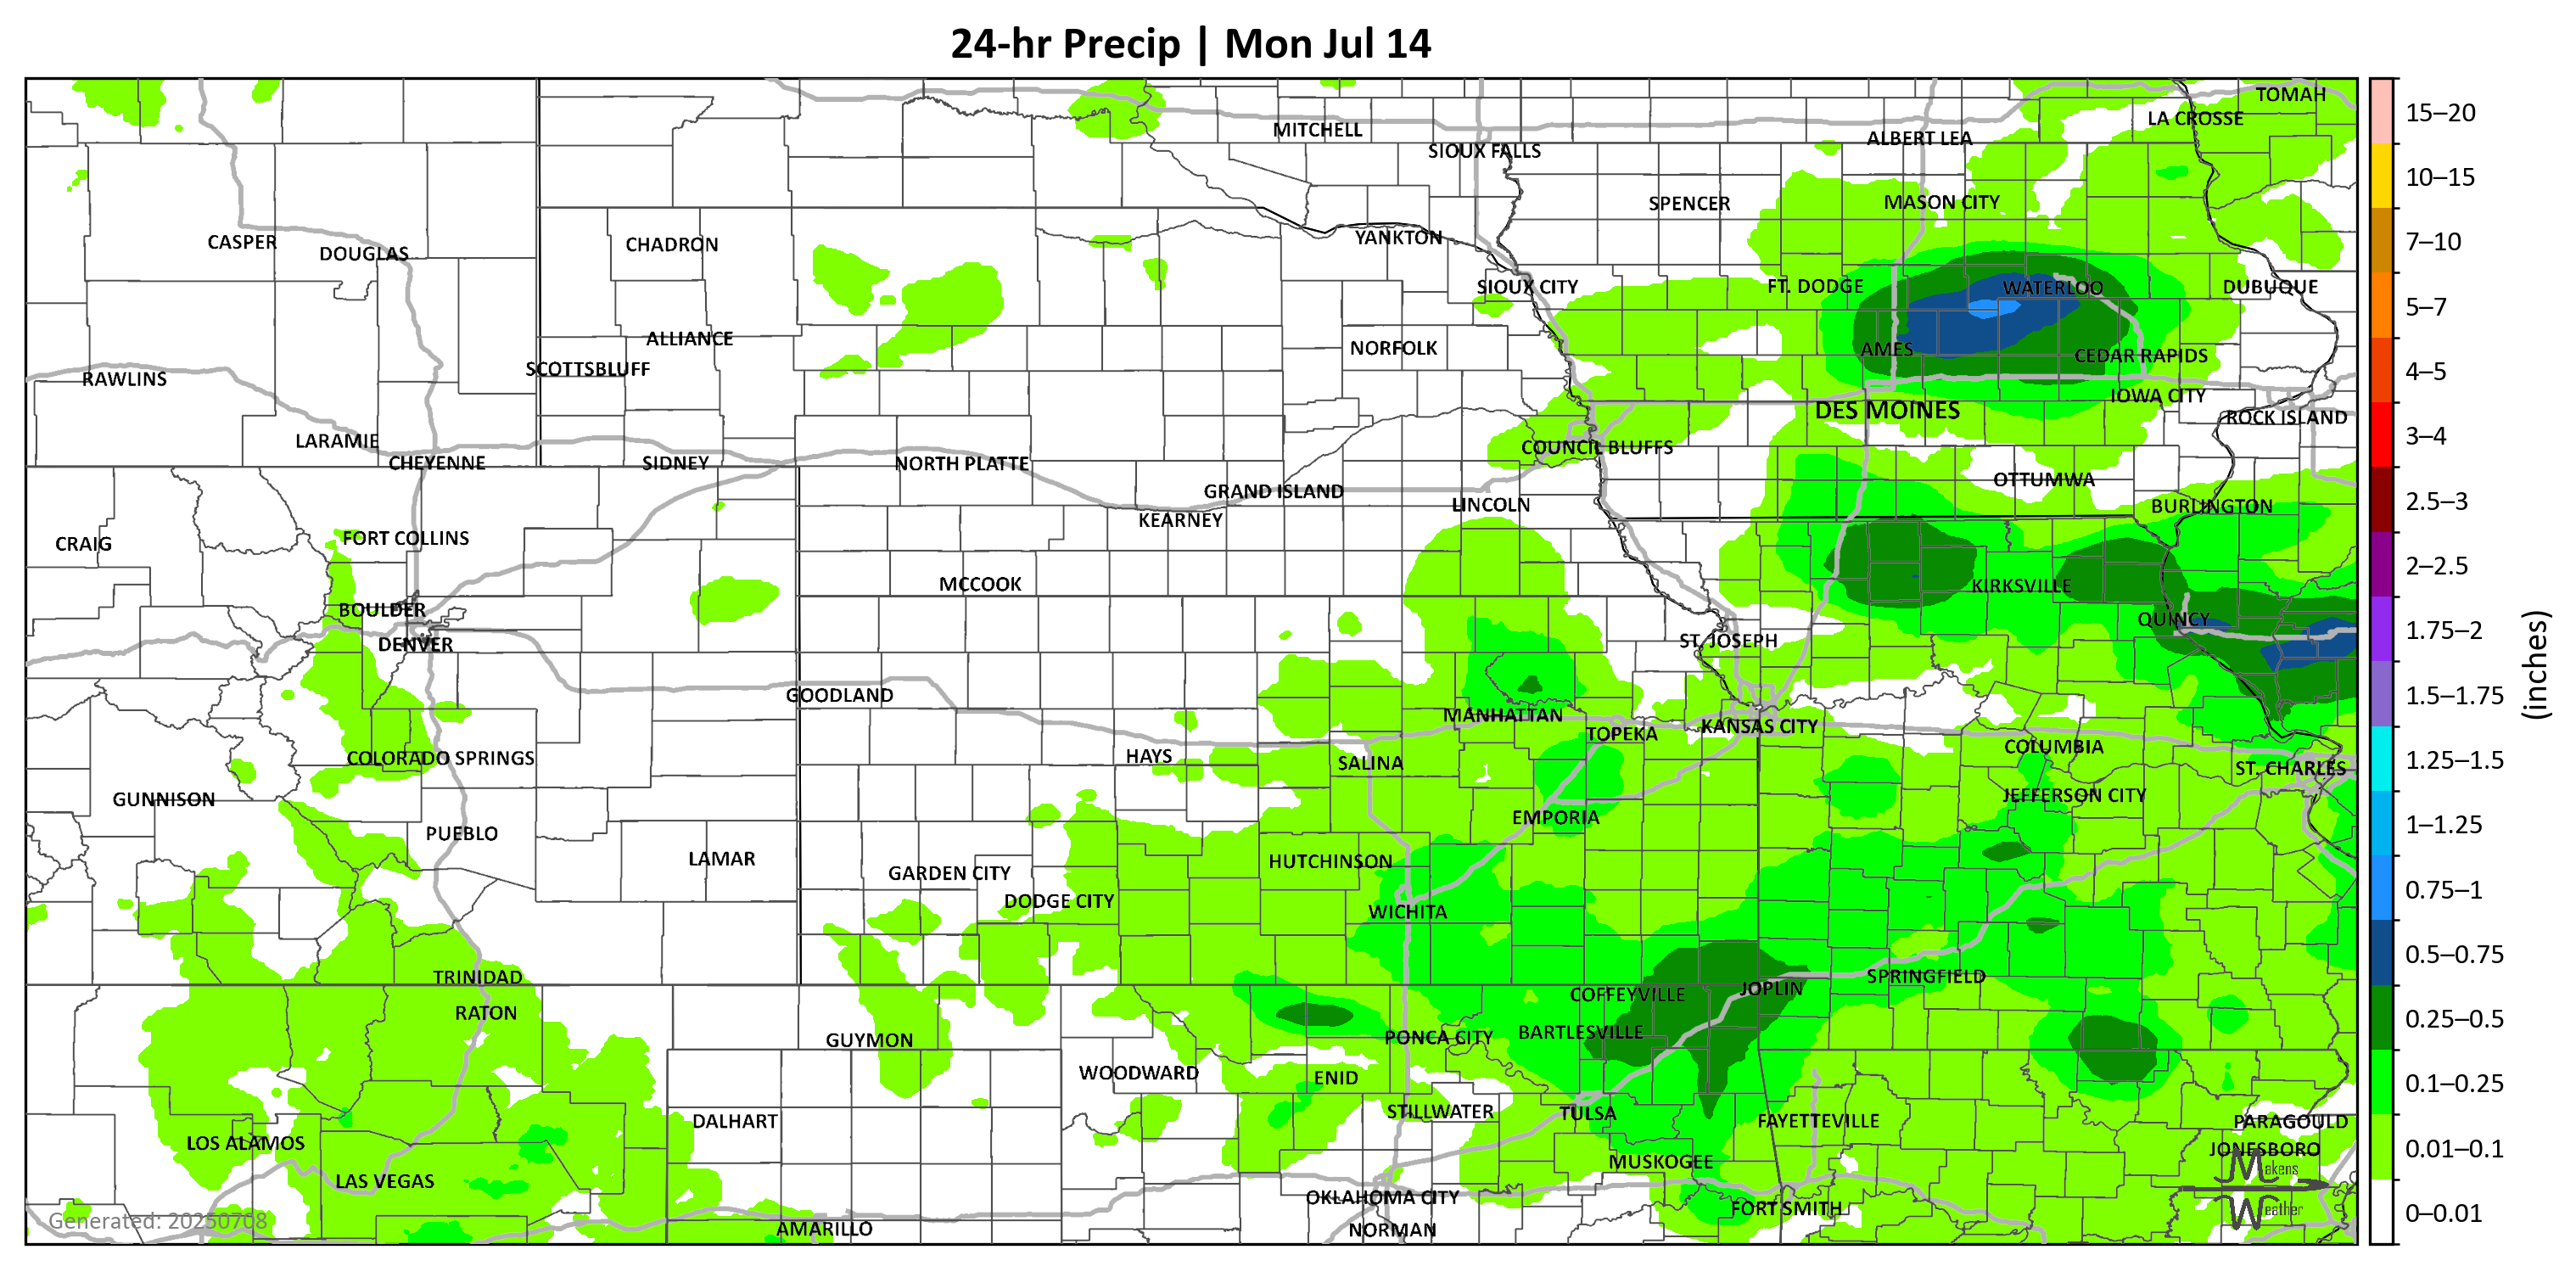 24-hr Precip | Mon Jul 14
TOMAH
LA CROSSE
MITCHELL
ALBERT LEA
SIOUX FALLS
SPENCER
MASON CITY
CASPER
DOUGLAS
CHADRON
YANKTON
SIOUX CITY
FT. DODGE
WATERLOO
DUBUQUE
ALLIANCE
NORFOLK
AMES
CEDAR RAPIDS
RAWLINS
SCOTTSBLUFF
IOWA CITY
DES MOINES
ROCK ISLAND
LARAMIE
COUNCIL BLUFFS
CHEYENNE
SIDNEY
NORTH PLATTE
OTTUMWA
GRAND ISLAND
LINCOLN
BURLINGTON
KEARNEY
CRAIG
FORT COLLINS
MCCOOK
KIRKSVILLE
BOULDER
QUINCY
DENVER
ST. JOSEPH
GOODLAND
MANHATTAN
TOPEKA
KANSAS CITY
COLUMBIA
COLORADO SPRINGS
HAYS
SALINA
ST. CHARLES
GUNNISON
JEFFERSON CITY
EMPORIA
PUEBLO
LAMAR
HUTCHINSON
GARDEN CITY
DODGE CITY
WICHITA
TRINIDAD
SPRINGFIELD
JOPLIN
COFFEYVILLE
RATON
GUYMON
PONCA CITY
BARTLESVILLE
WOODWARD
ENID
STILLWATER
TULSA
DALHART
FAYETTEVILLE
PARAGOULD
LOS ALAMOS
JONESBORO
MUSKOGEE
LAS VEGAS
OKLAHOMA CITY
FORT SMITH
AMARILLO
NORMAN
Generated: 20250708
Makens
Weather
15–20
10–15
7–10
5–7
4–5
3–4
2.5–3
2–2.5
1.75–2
1.5–1.75
1.25–1.5
1–1.25
0.75–1
0.5–0.75
0.25–0.5
0.1–0.25
0.01–0.1
0–0.01
(inches)